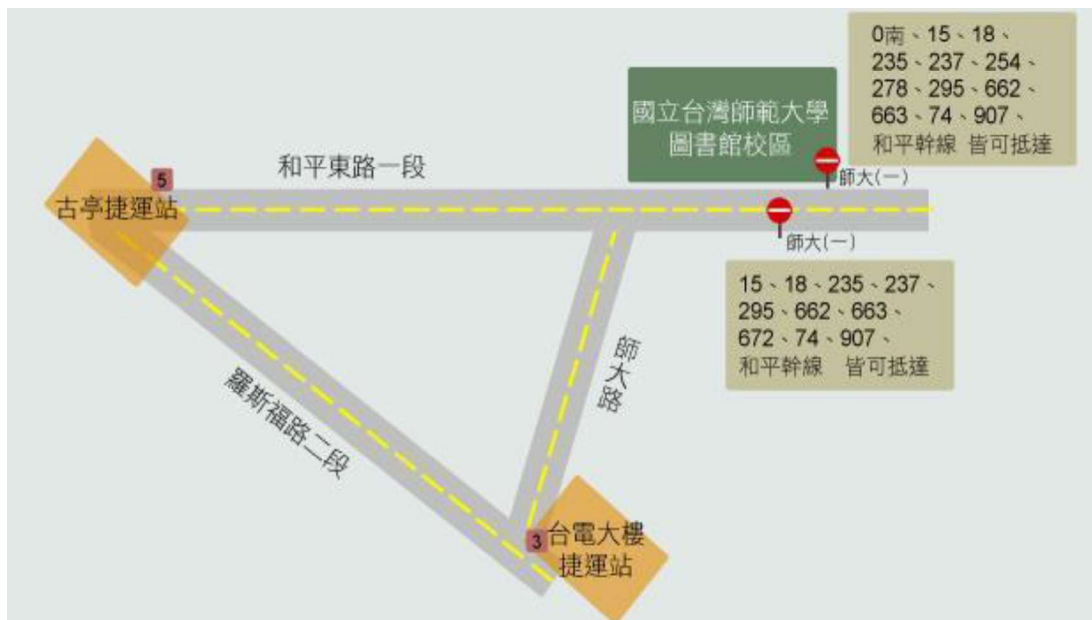 0南、15、18、
235、237、254、
278、295、662、
663、74、907、
和平幹線 皆可抵達
國立台灣師範大學
圖書館校區
和平東路一段
師大(一)
5
古亭捷運站
師大(一)
15、18、235、237、
295、662、663、
672、74、907、
和平幹線 皆可抵達
師大路
羅斯福路二段
3
台電大樓
捷運站